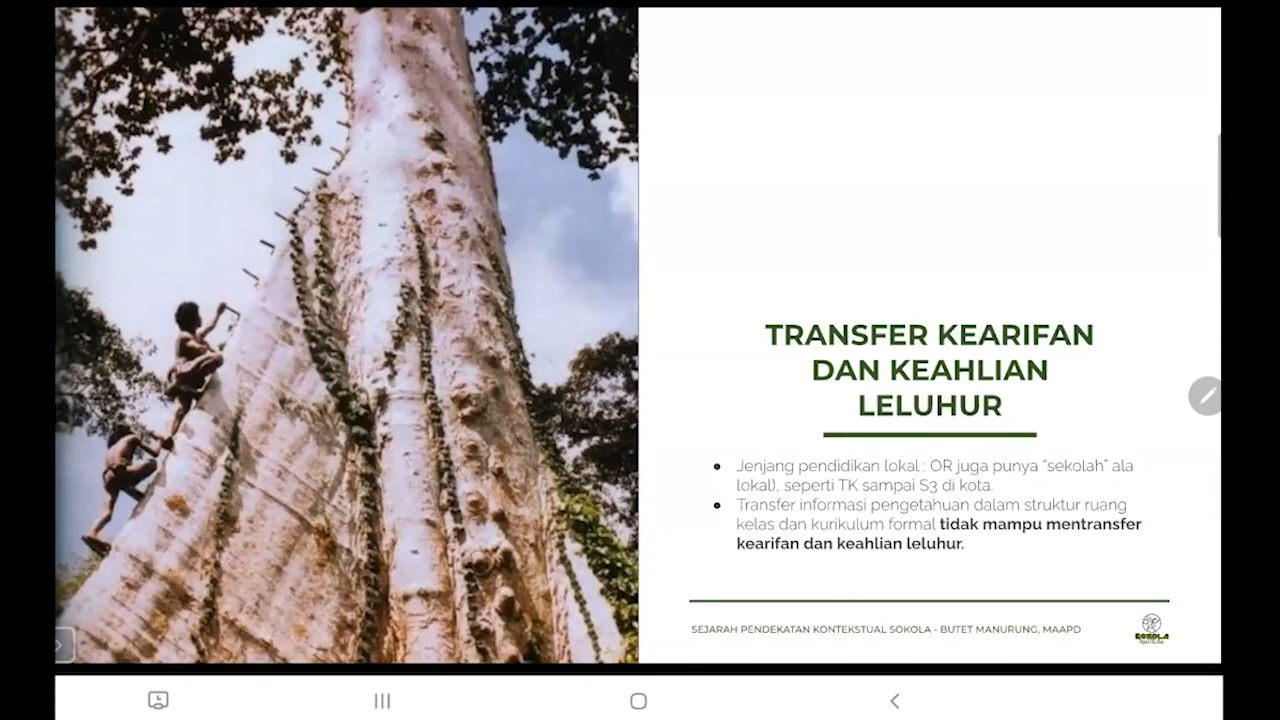 TRANSFER KEARIFAN
DAN KEAHLIAN
LELUHUR
Jenjang pendidikan lokal : OR juga punya "sekolah" ala
lokal), seperti TK sampai S3 di kota.
Transfer informasi pengetahuan dalam struktur ruang
kelas dan kurikulum formal tidak mampu mentransfer
kearifan dan keahlian leluhur.
SEJARAH PENDEKATAN KONTEKSTUAL SOKOLA - BUTET MANURUNG, MAAPD
SOKOLA